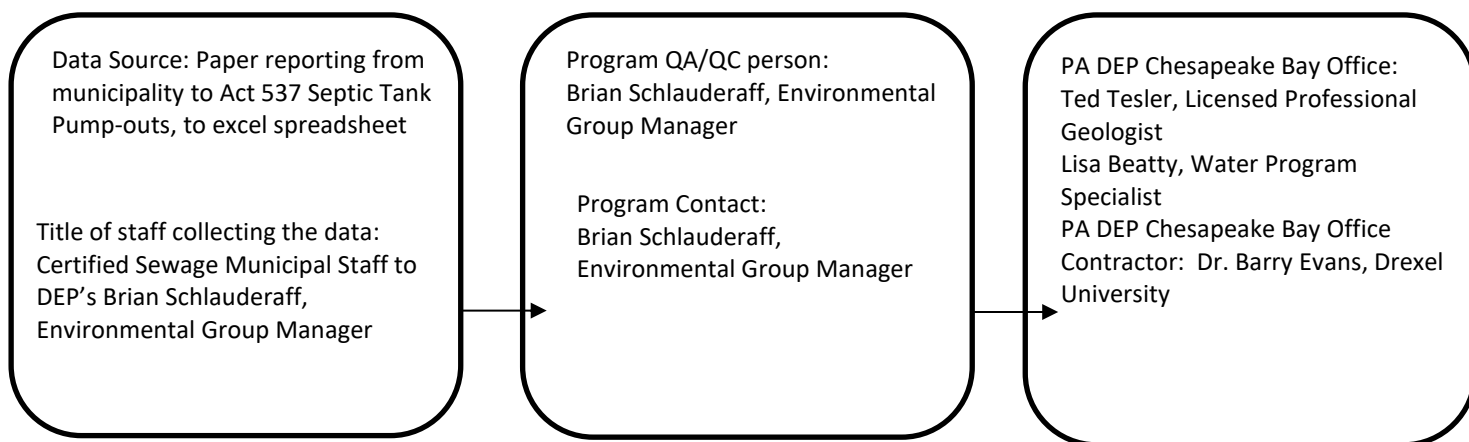 Data Source: Paper reporting from
municipality to Act 537 Septic Tank
Pump-outs, to excel spreadsheet
Title of staff collecting the data:
Certified Sewage Municipal Staff to
DEP’s Brian Schlauderaff,
Environmental Group Manager
Program QA/QC person:
Brian Schlauderaff, Environmental
Group Manager
Program Contact:
Brian Schlauderaff,
Environmental Group Manager
PA DEP Chesapeake Bay Office:
Ted Tesler, Licensed Professional
Geologist
Lisa Beatty, Water Program
Specialist
PA DEP Chesapeake Bay Office
Contractor:  Dr. Barry Evans, Drexel
University